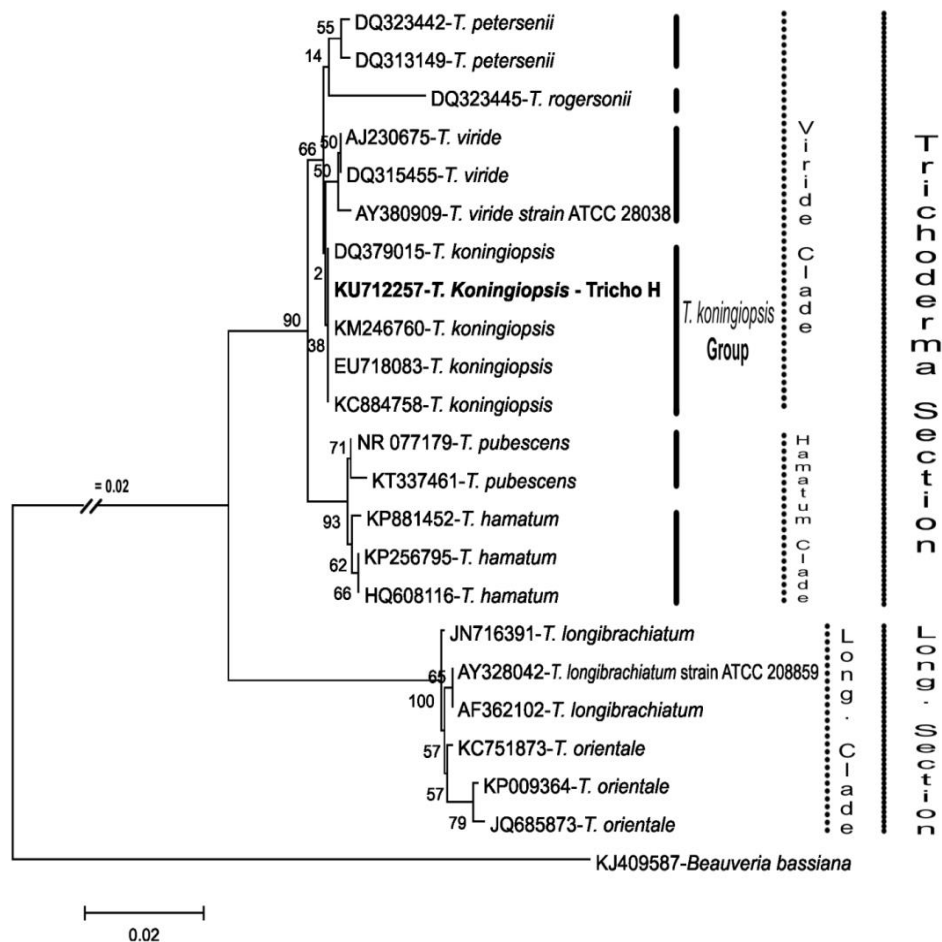 55
DQ323442-T. petersenii
14
DQ313149-T. petersenii
DQ323445-T. rogersonii
50
AJ230675-T. viride
66
50
DQ315455-T. viride
AY380909-T. viride strain ATCC 28038
DQ379015-T. koningiopsis
2
KU712257-T. Koningiopsis - Tricho H
90
38
KM246760-T. koningiopsis
EU718083-T. koningiopsis
KC884758-T. koningiopsis
T. koningiopsis
Group
Viride Clade
Trichoderma Section
71
NR 077179-T. pubescens
KT337461-T. pubescens
= 0.02
93
KP881452-T. hamatum
62
KP256795-T. hamatum
66
HQ608116-T. hamatum
Hamatum Clade
JN716391-T. longibrachiatum
65
AY328042-T. longibrachiatum strain ATCC 208859
100
AF362102-T. longibrachiatum
57
KC751873-T. orientale
57
KP009364-T. orientale
79
JQ685873-T. orientale
Long. Clade
Long. Section
KJ409587-Beauveria bassiana
0.02